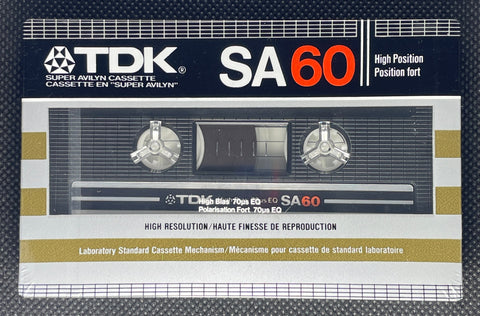 TDK® SA60
High Position
Position fort
SUPER AVILYN CASSETTE
CASSETTE EN "SUPER AVILYN"
TDK SA60
High Bias 70µs EQ
Polarisation Fort 70µs EQ
HIGH RESOLUTION/HAUTE FINESSE DE REPRODUCTION
Laboratory Standard Cassette Mechanism/Mécanisme pour cassette de standard laboratoire